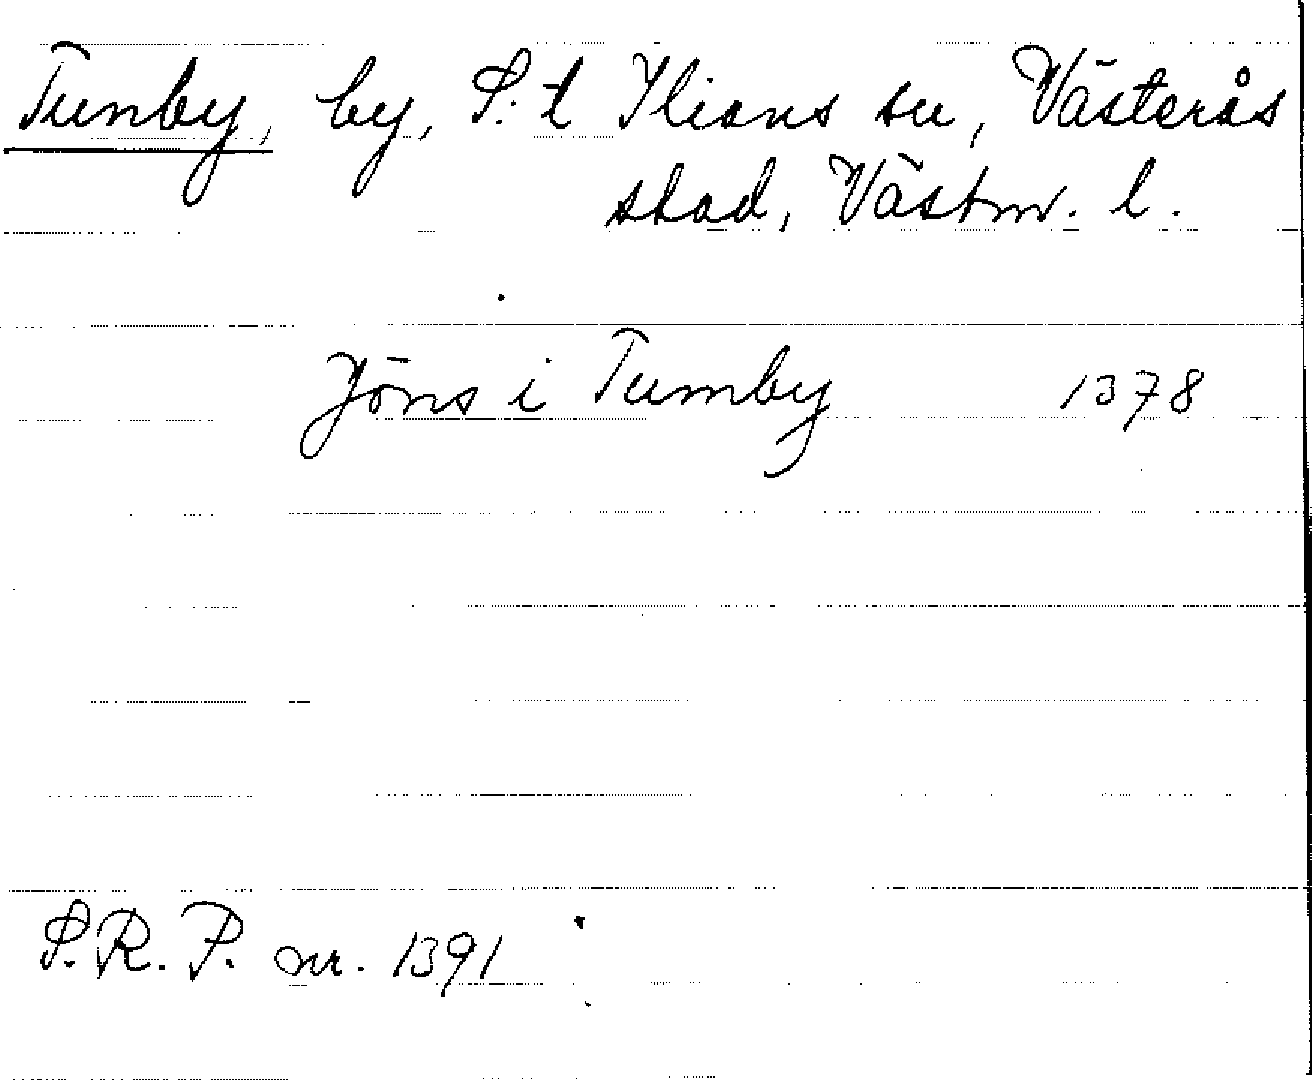 Tunby, by, S:t Ilians sn, Västerås
stad, Västm. l.
Jöns i Tumby 1378
S.R.P. nr. 1391